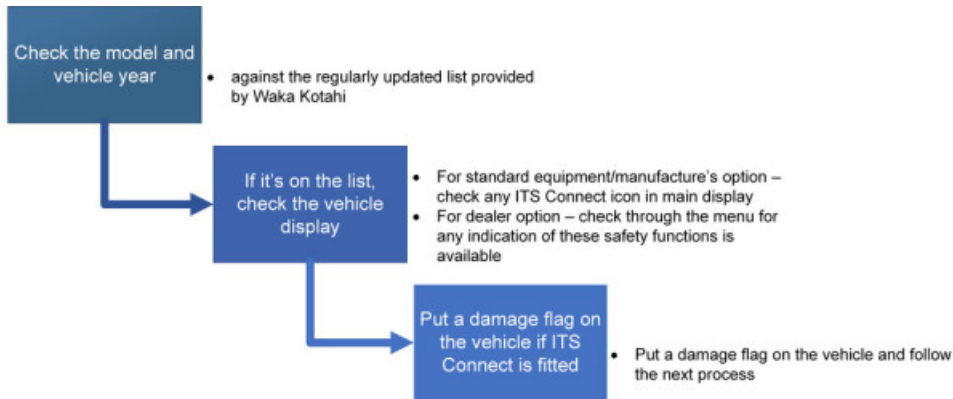 Check the model and
vehicle year
• against the regularly updated list provided
by Waka Kotahi
If it's on the list,
check the vehicle
display
• For standard equipment/manufacture's option –
check any ITS Connect icon in main display
• For dealer option – check through the menu for
any indication of these safety functions is
available
Put a damage flag on
the vehicle if ITS
Connect is fitted
• Put a damage flag on the vehicle and follow
the next process